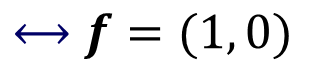 ↔ f = (1, 0)